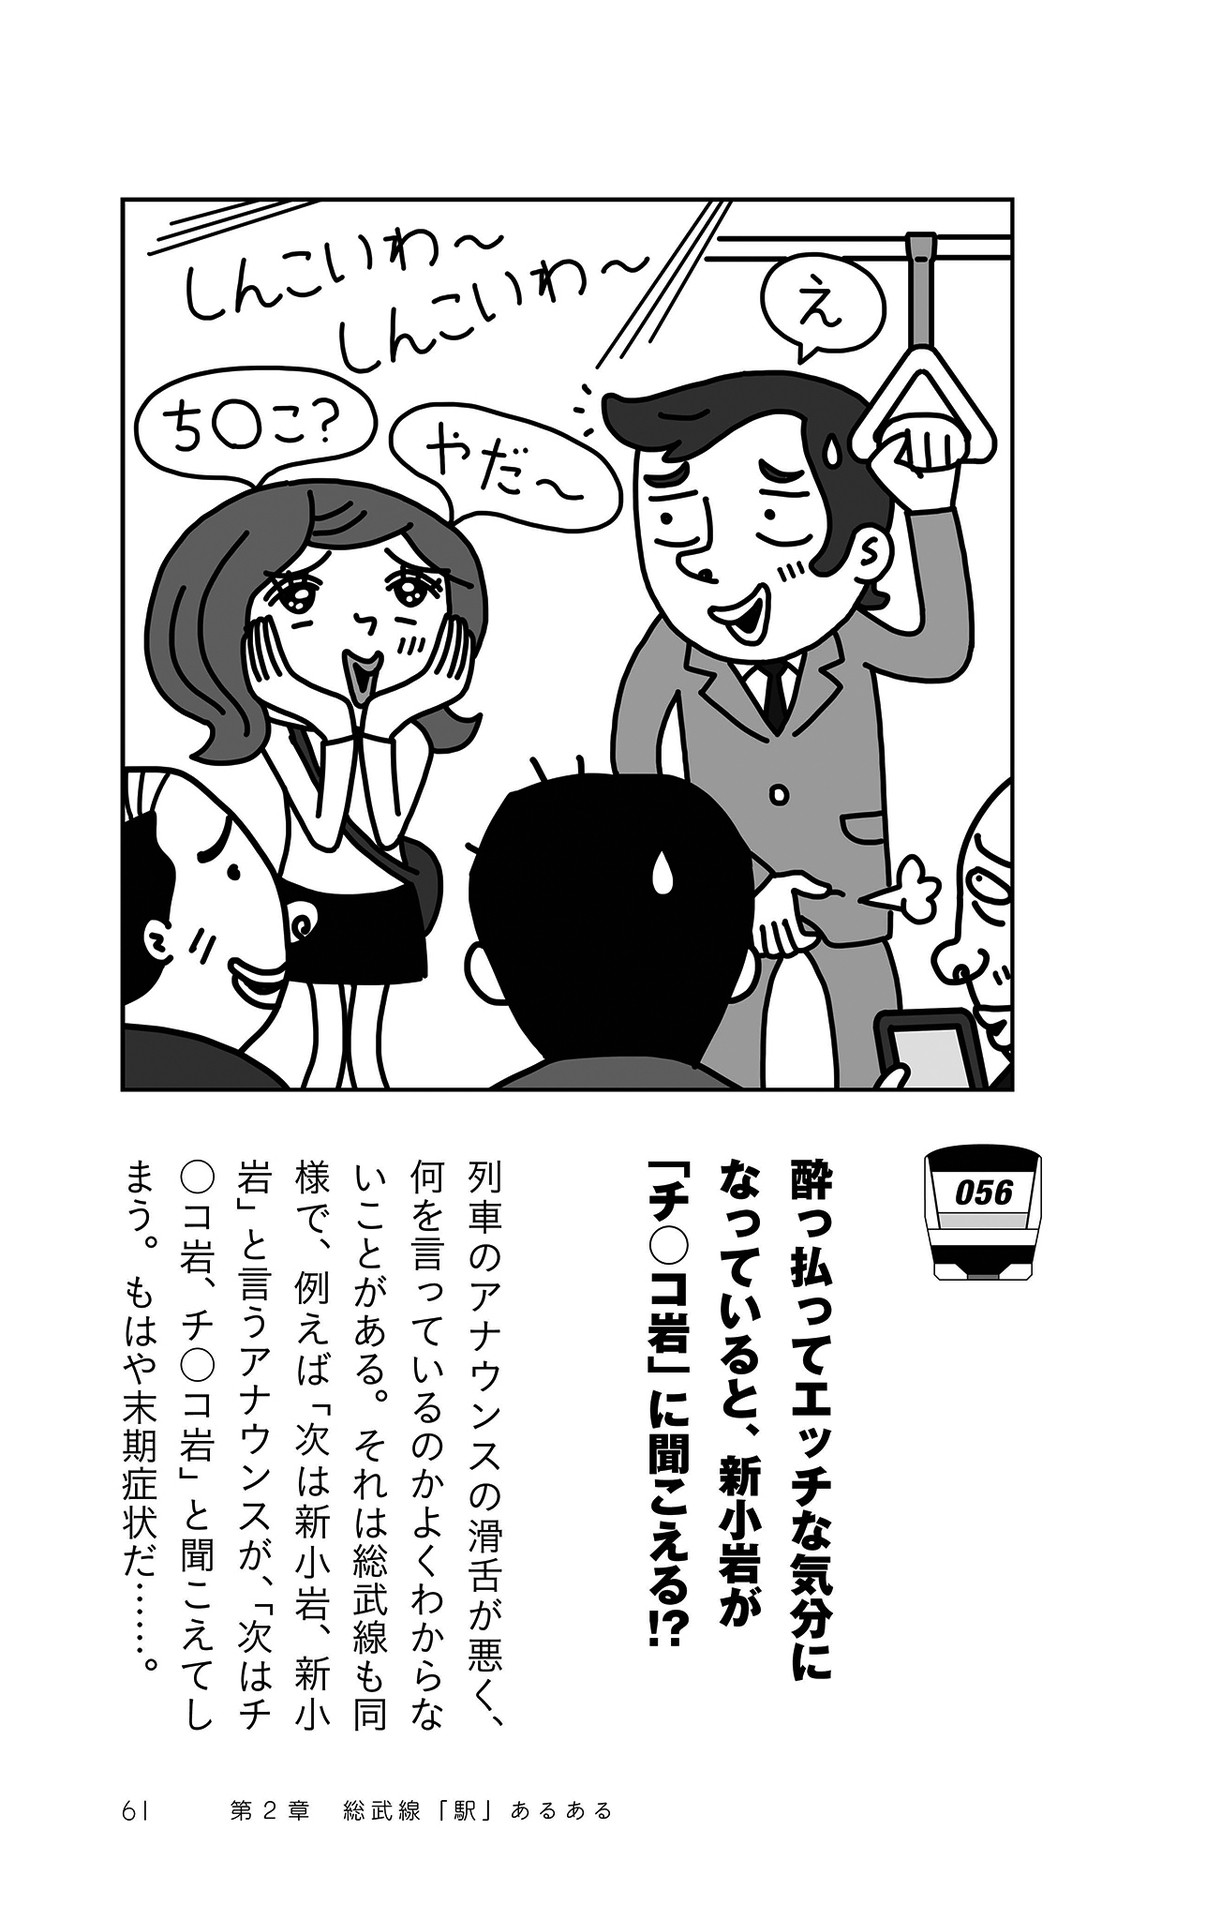 しんこいわ〜
しんこいわ〜
え
やだ〜
ち〇こ?
056
酔っ払ってエッチな気分に
なっていると、新小岩が
「チ〇コ岩」に聞こえる!?
列車のアナウンスの滑舌が悪く、
何を言っているのかよくわからな
いことがある。それは総武線も同
様で、例えば「次は新小岩、新小
岩」と言うアナウンスが、「次はチ
〇コ岩、チ〇コ岩」と聞こえてし
まう。もはや末期症状だ……。
61 第2章 総武線「駅」あるある